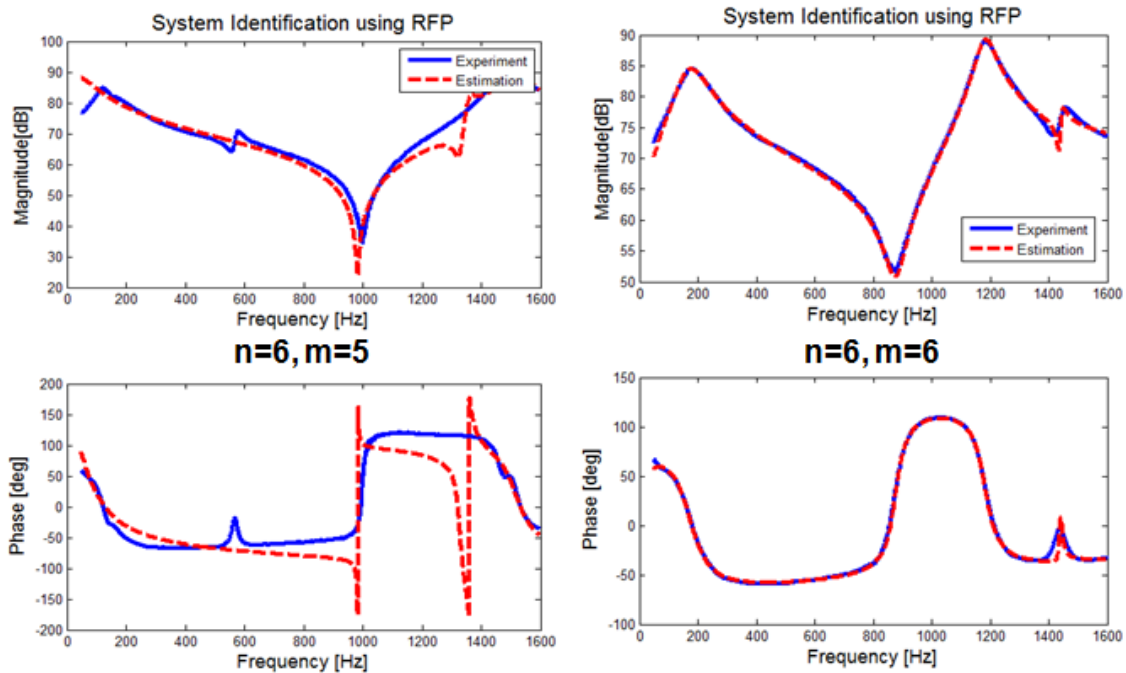 System Identification using RFP
Magnitude[dB]
100
90
80
70
60
50
40
30
20
Experiment
Estimation
0 200 400 600 800 1000 1200 1400 1600
Frequency [Hz]
n=6, m=5
Phase [deg]
200
150
100
50
0
-50
-100
-150
-200
0 200 400 600 800 1000 1200 1400 1600
Frequency [Hz]
System Identification using RFP
Magnitude[dB]
90
85
80
75
70
65
60
55
50
Experiment
Estimation
0 200 400 600 800 1000 1200 1400 1600
Frequency [Hz]
n=6, m=6
Phase [deg]
150
100
50
0
-50
-100
0 200 400 600 800 1000 1200 1400 1600
Frequency [Hz]